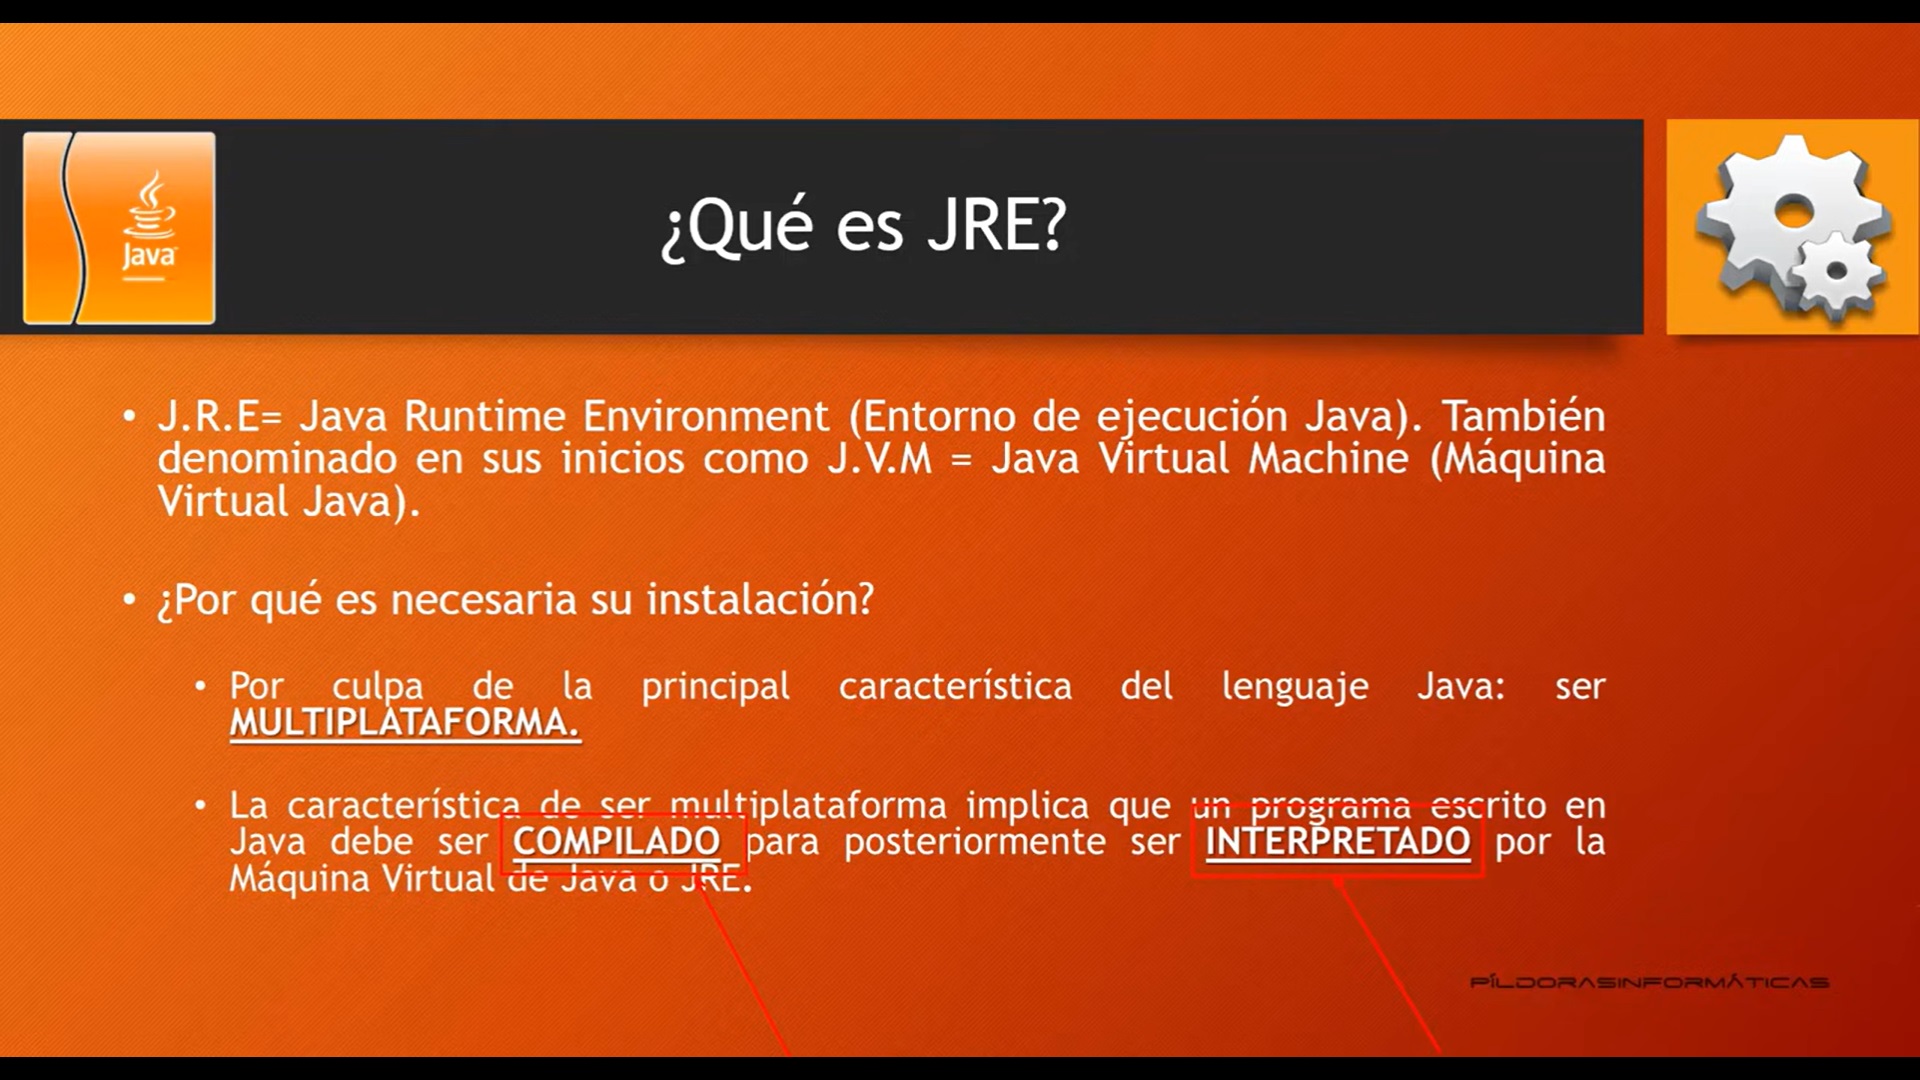 Java
¿Qué es JRE?
• J.R.E= Java Runtime Environment (Entorno de ejecución Java). También
denominado en sus inicios como J.V.M = Java Virtual Machine (Máquina
Virtual Java).
• ¿Por qué es necesaria su instalación?
• Por culpa de la principal característica del lenguaje Java: ser
MULTIPLATAFORMA.
• La característica de ser multiplataforma implica que un programa escrito en
Java debe ser COMPILADO para posteriormente ser INTERPRETADO por la
Máquina Virtual de Java o JRE.
PÍLDORASINFORMÁTICAS